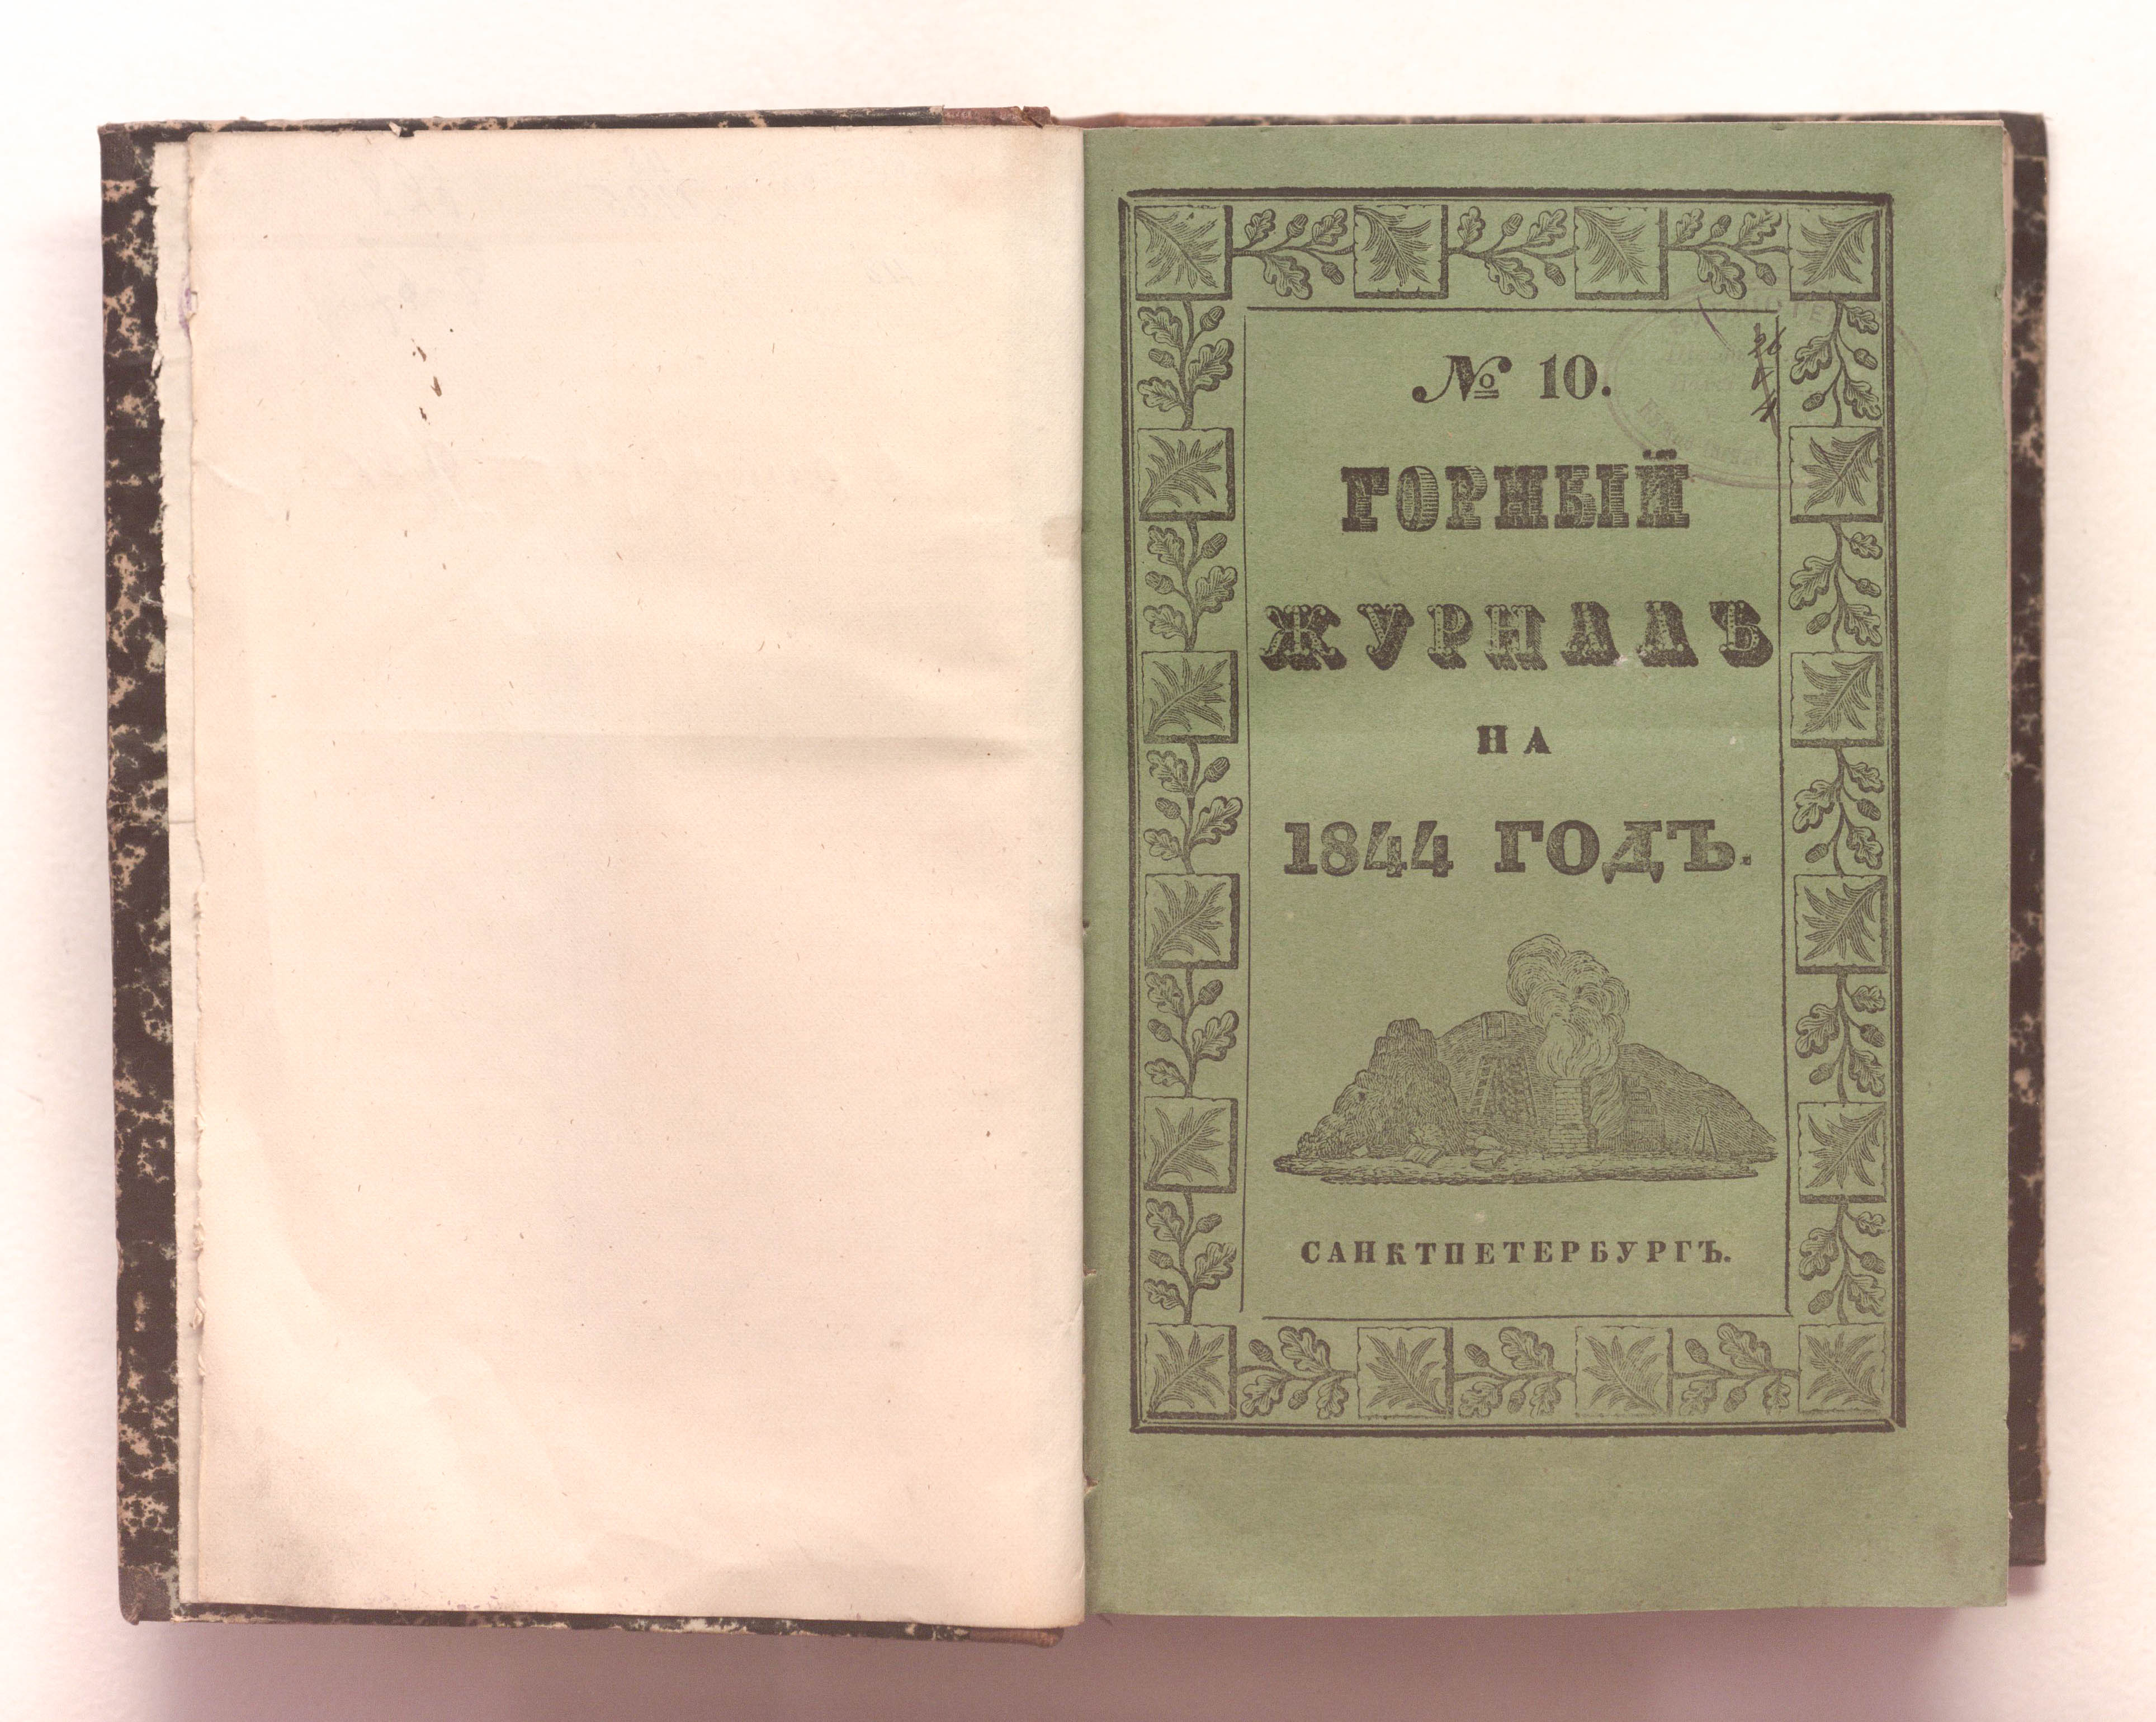 № 10.
ГОРНЫЙ
ЖУРНАЛЪ
НА
1844 ГОДЪ.
САНКТПЕТЕРБУРГЪ.